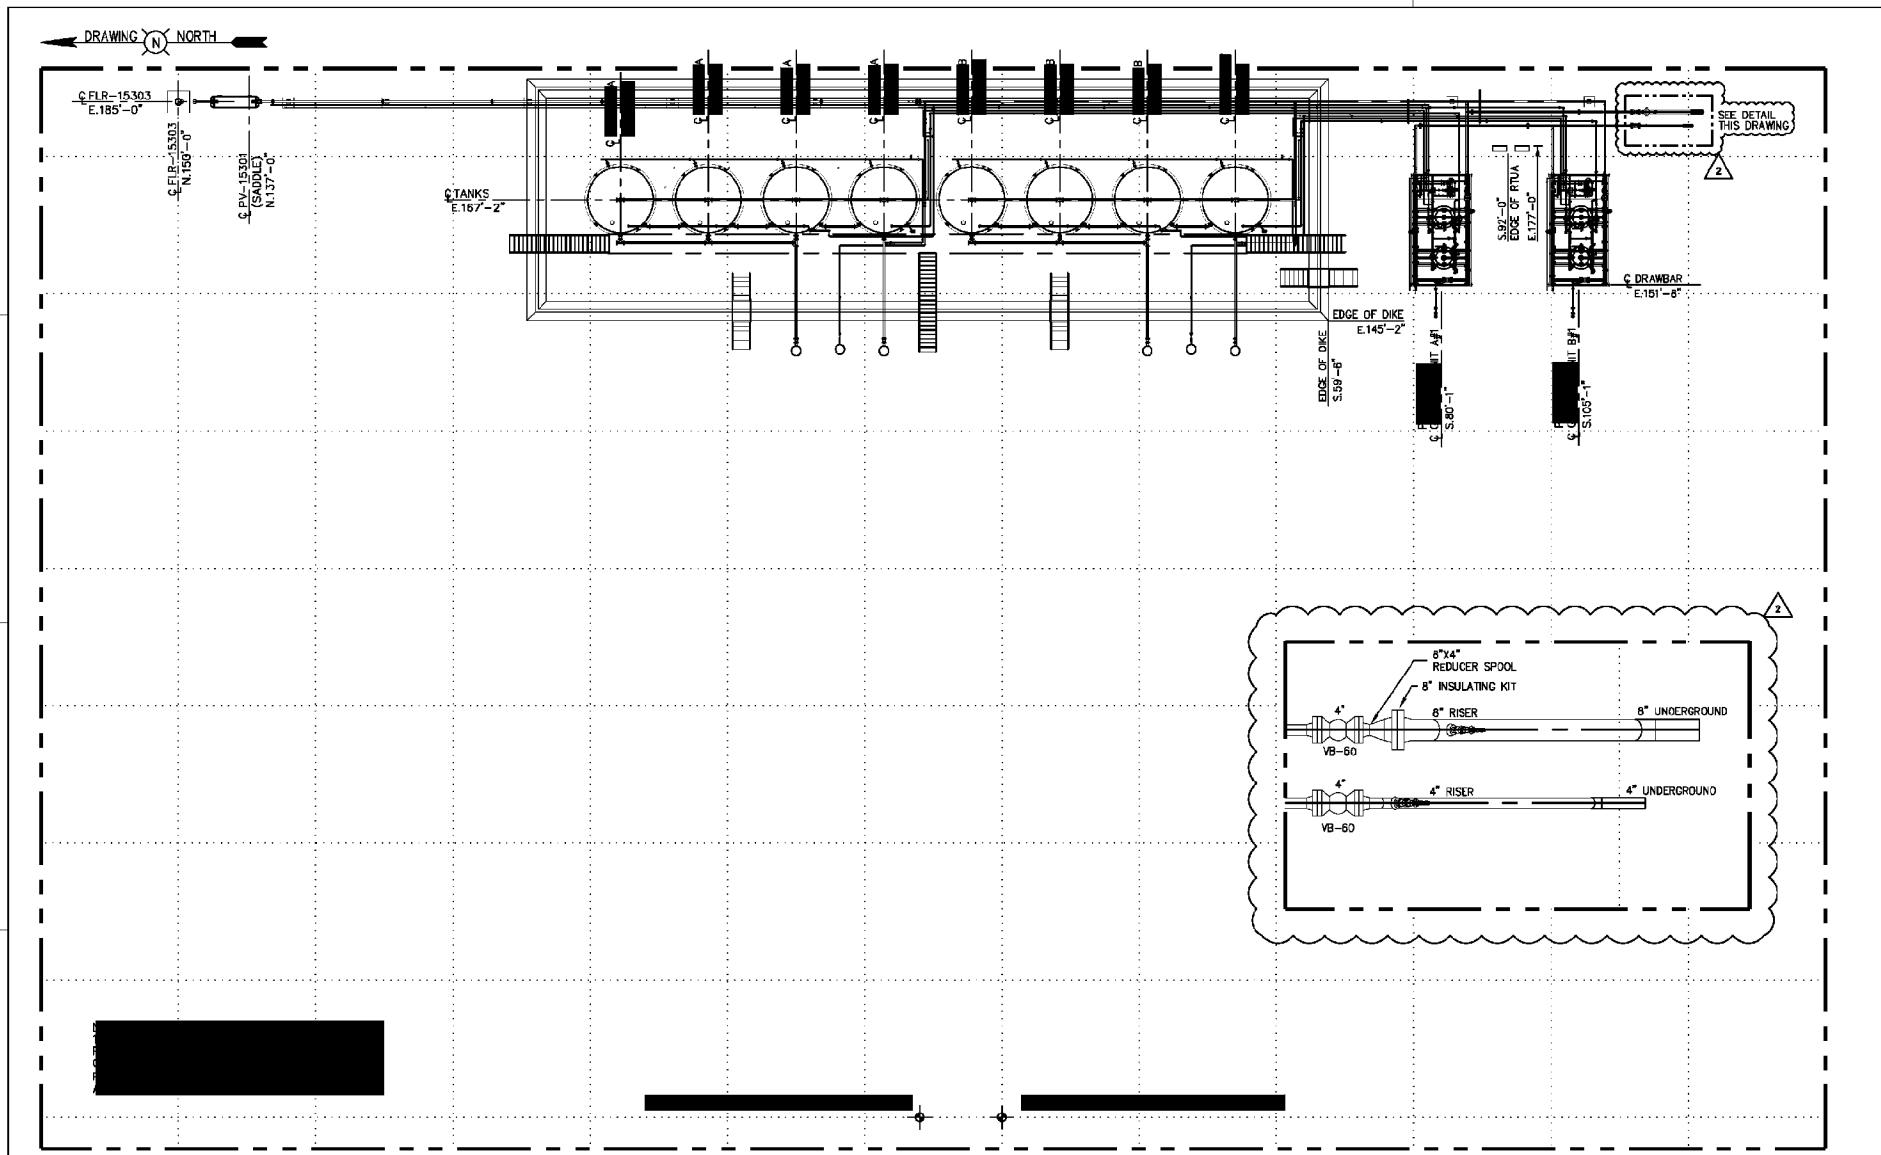 DRAWING N NORTH
℄ FLR-15303
E.185'-0"
℄ FLR-15303
N.150'-0"
℄ PV-15301
(SADDLE)
N.137'-0"
℄ TANKS
E.167'-2"
A
A
A
B
B
B
SEE DETAIL
THIS DRAWING
2
S.92'-0"
EDGE OF RTUA
E.177'-0"
℄ DRAWBAR
E.151'-8"
EDGE OF DIKE
E.145'-2"
EDGE OF DIKE
S.59'-6"
A#1
S.80'-1"
B#1
S.105'-1"
2
8"X4"
REDUCER SPOOL
8" INSULATING KIT
4"
8" RISER
8" UNDERGROUND
VB-60
4"
4" RISER
4" UNDERGROUND
VB-60